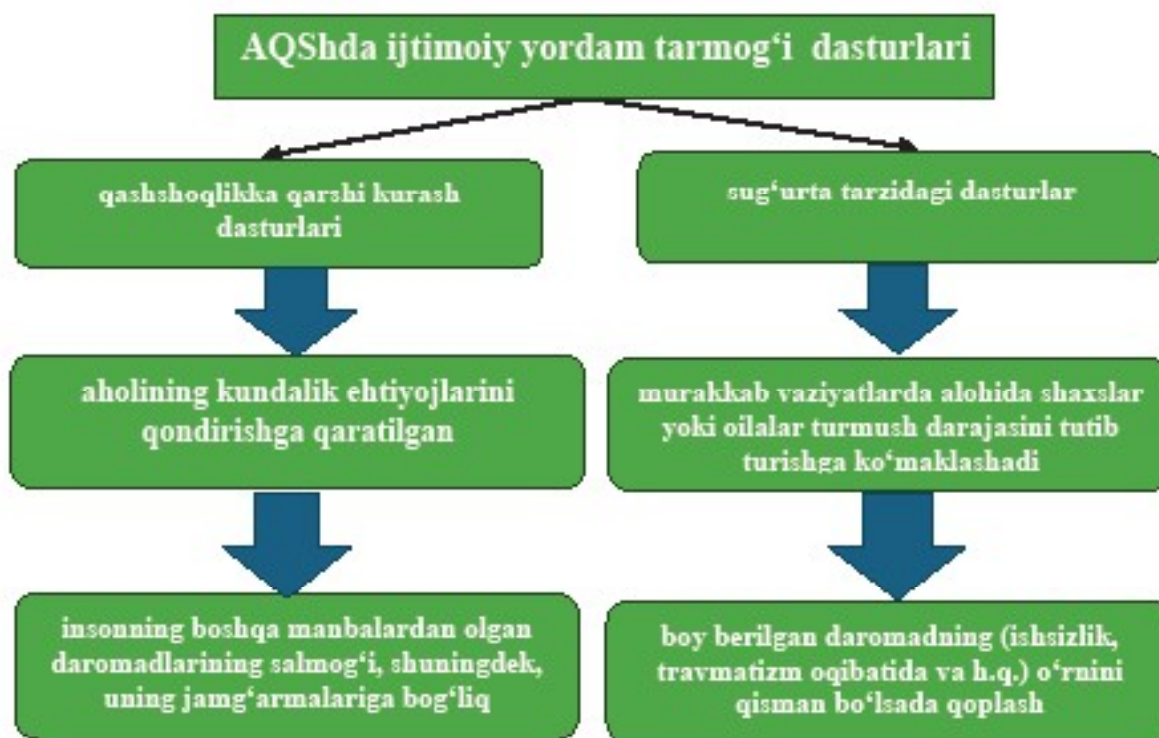 AQShda ijtimoiy yordam tarmog‘i dasturlari
qashshoqlikka qarshi kurash
dasturlari
sug‘urta tarzidagi dasturlar
aholining kundalik ehtiyojlarini
qondirishga qaratilgan
murakkab vaziyatlarda alohida shaxslar
yoki oilalar turmush darajasini tutib
turishga ko‘maklashadi
insonning boshqa manbalardan olgan
daromadlarining salmog‘i, shuningdek,
uning jamg‘armalariga bog‘liq
boy berilgan daromadning (ishsizlik,
travmatizm oqibatida va h.q.) o‘rnini
qisman bo‘lsada qoplash